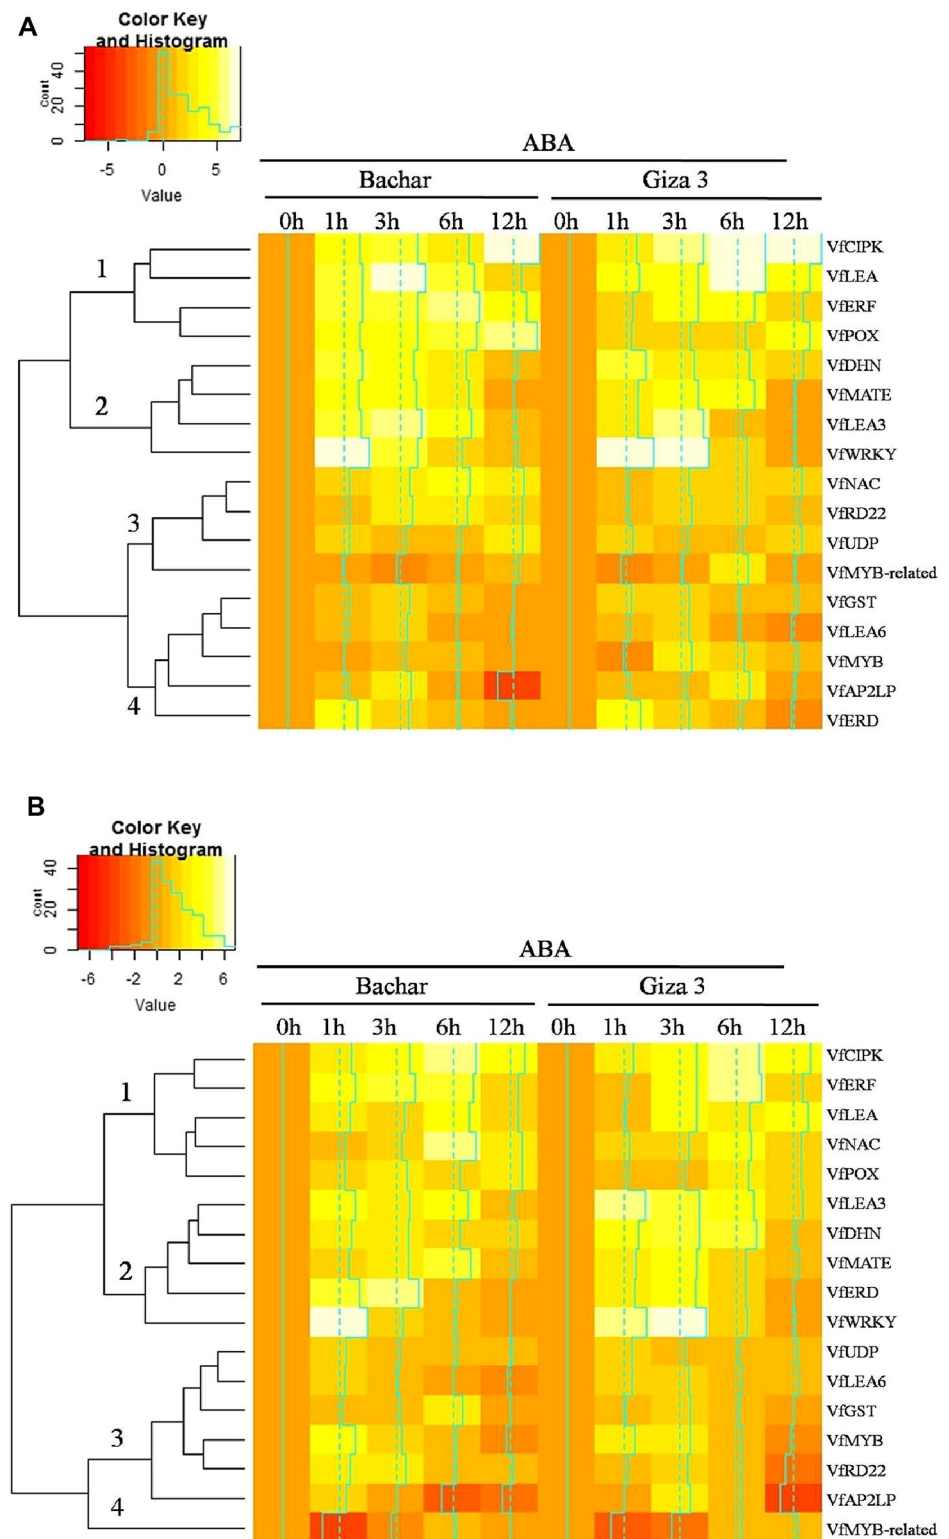 A
Color Key
and Histogram
Count
0 20 40
-5 0 5
Value
ABA
Bachar Giza 3
0h 1h 3h 6h 12h 0h 1h 3h 6h 12h
1
2
3
4
VfCIPK
VfLEA
VfERF
VfPOX
VfDHN
VfMATE
VfLEA3
VfWRKY
VfNAC
VfRD22
VfUDP
VfMYB-related
VfGST
VfLEA6
VfMYB
VfAP2LP
VfERD
B
Color Key
and Histogram
Count
0 20 40
-6 -2 2 6
Value
ABA
Bachar Giza 3
0h 1h 3h 6h 12h 0h 1h 3h 6h 12h
1
2
3
4
VfCIPK
VfERF
VfLEA
VfNAC
VfPOX
VfLEA3
VfDHN
VfMATE
VfERD
VfWRKY
VfUDP
VfLEA6
VfGST
VfMYB
VfRD22
VfAP2LP
VfMYB-related